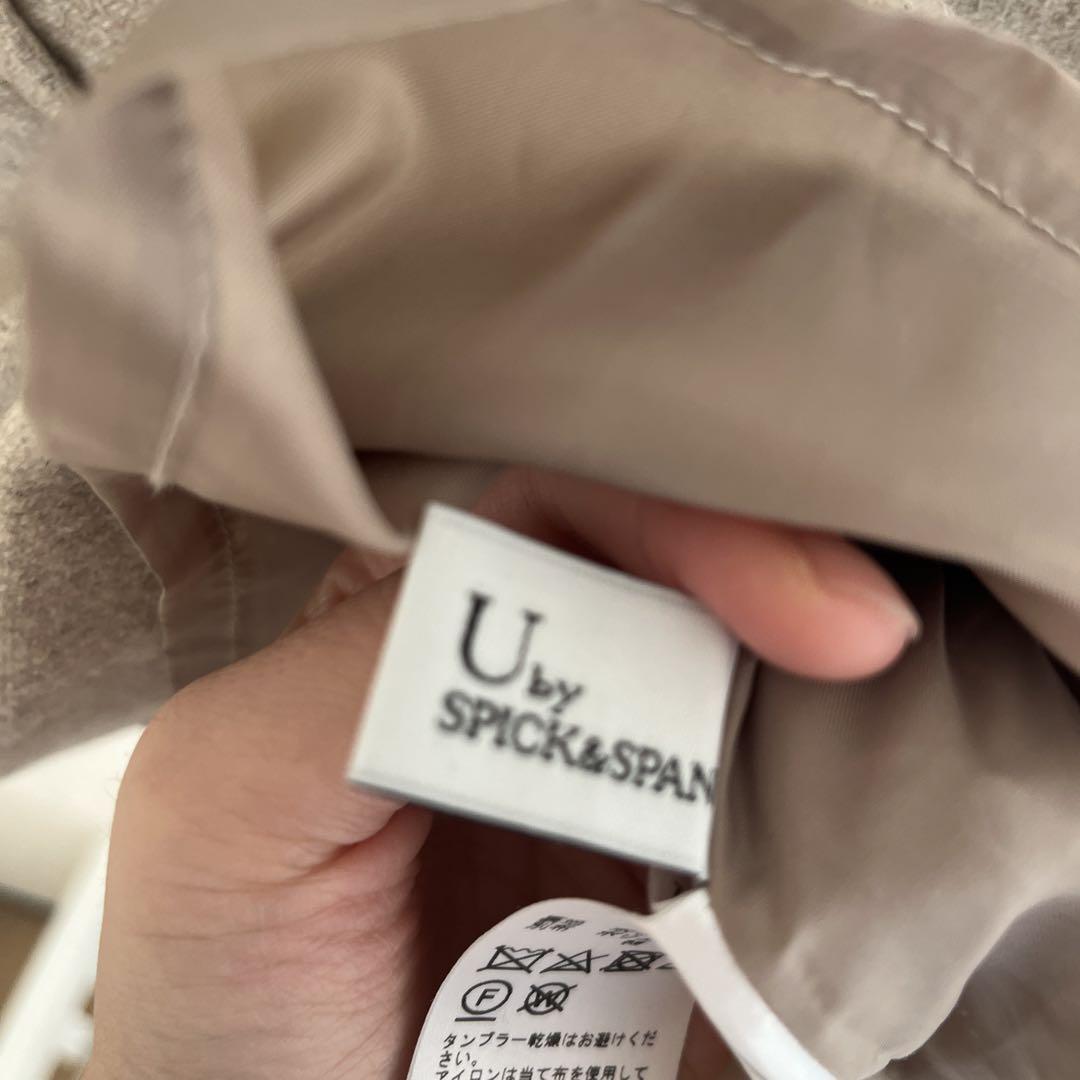 U by
SPICK&SPAN
F W
タンブラー乾燥はお避けくだ
さい。
アイロンは当て布を使用して